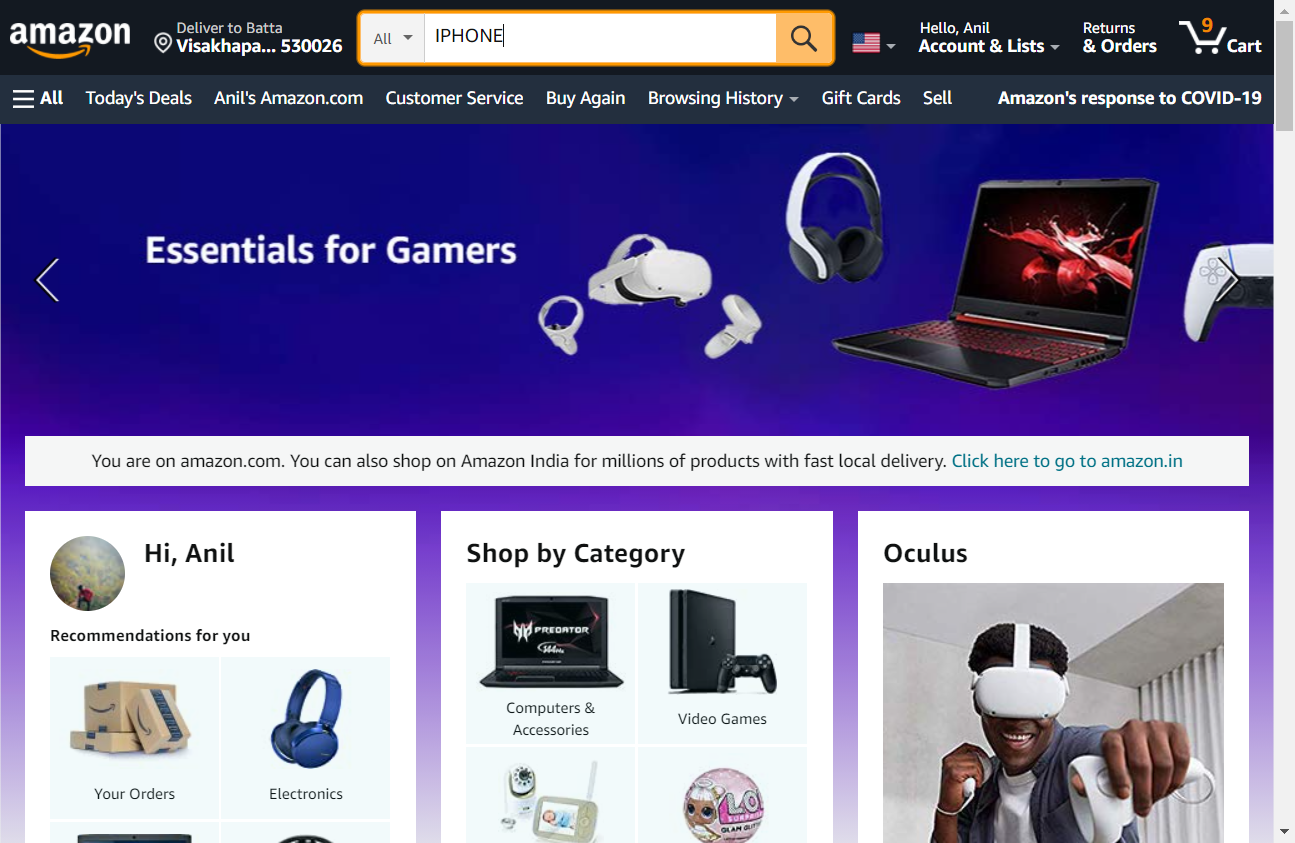 amazon
Deliver to Batta
Visakhapa... 530026
All
IPHONE
Hello, Anil
Account & Lists
Returns
& Orders
9
Cart
All
Today's Deals
Anil's Amazon.com
Customer Service
Buy Again
Browsing History
Gift Cards
Sell
Amazon's response to COVID-19
Essentials for Gamers
You are on amazon.com. You can also shop on Amazon India for millions of products with fast local delivery. Click here to go to amazon.in
Hi, Anil
Recommendations for you
Your Orders
Electronics
Shop by Category
PREDATOR
144Hz
Computers &
Accessories
Video Games
Oculus